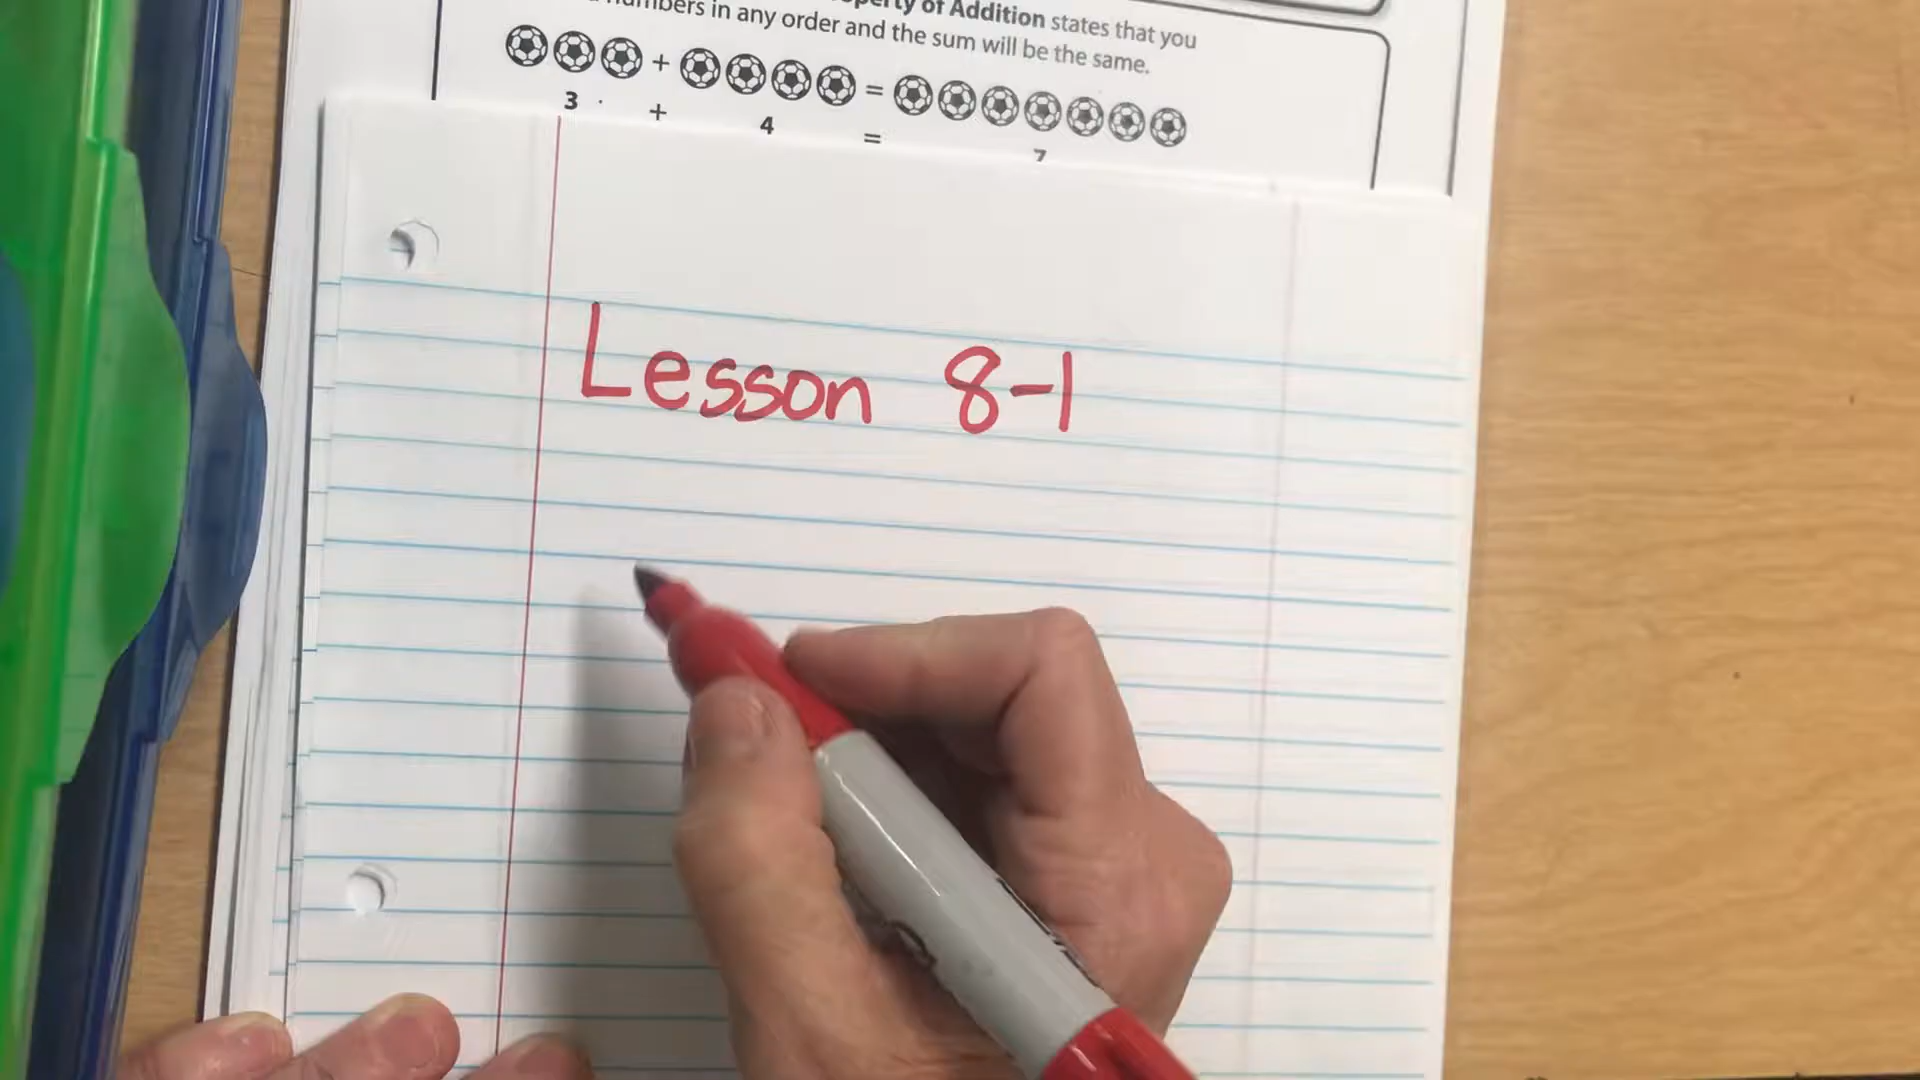 of Addition states that you
numbers in any order and the sum will be the same.
+ =
3 + 4 = 7
Lesson 8-1